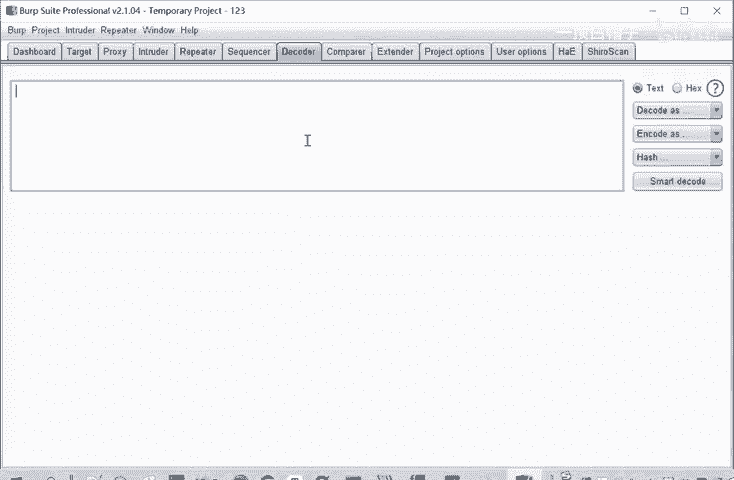 Burp Suite Professional v2.1.04 - Temporary Project - 123
Burp Project Intruder Repeater Window Help
Dashboard Target Proxy Intruder Repeater Sequencer Decoder Comparer Extender Project options User options HaE ShiroScan
Text Hex ?
Decode as ...
Encode as ...
Hash ...
Smart decode